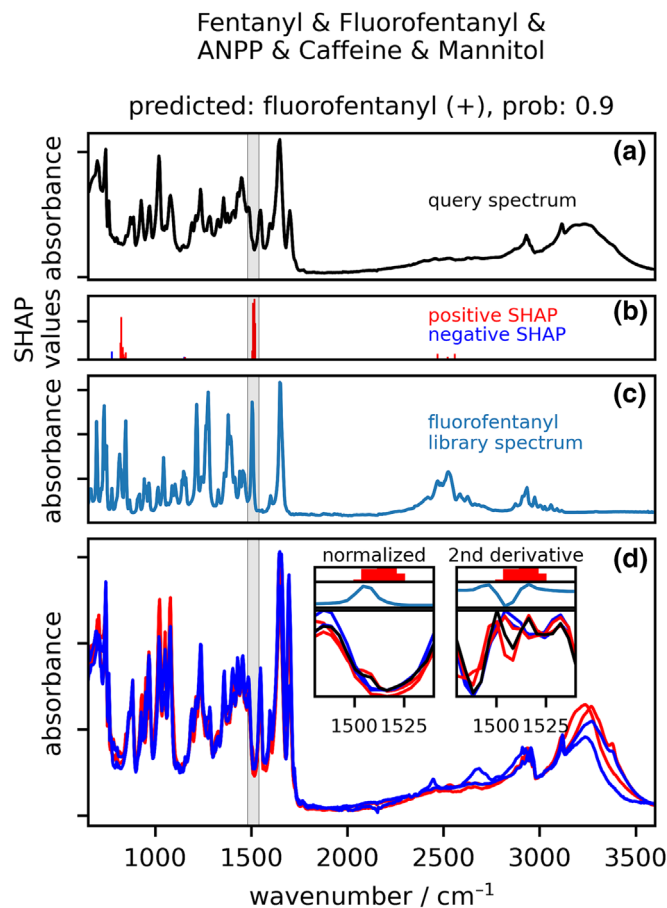 Fentanyl & Fluorofentanyl &
ANPP & Caffeine & Mannitol
predicted: fluorofentanyl (+), prob: 0.9
(a)
absorbance
query spectrum
(b)
SHAP
values
positive SHAP
negative SHAP
(c)
absorbance
fluorofentanyl
library spectrum
(d)
absorbance
normalized
2nd derivative
1500 1525
1500 1525
1000 1500 2000 2500 3000 3500
wavenumber / cm⁻¹